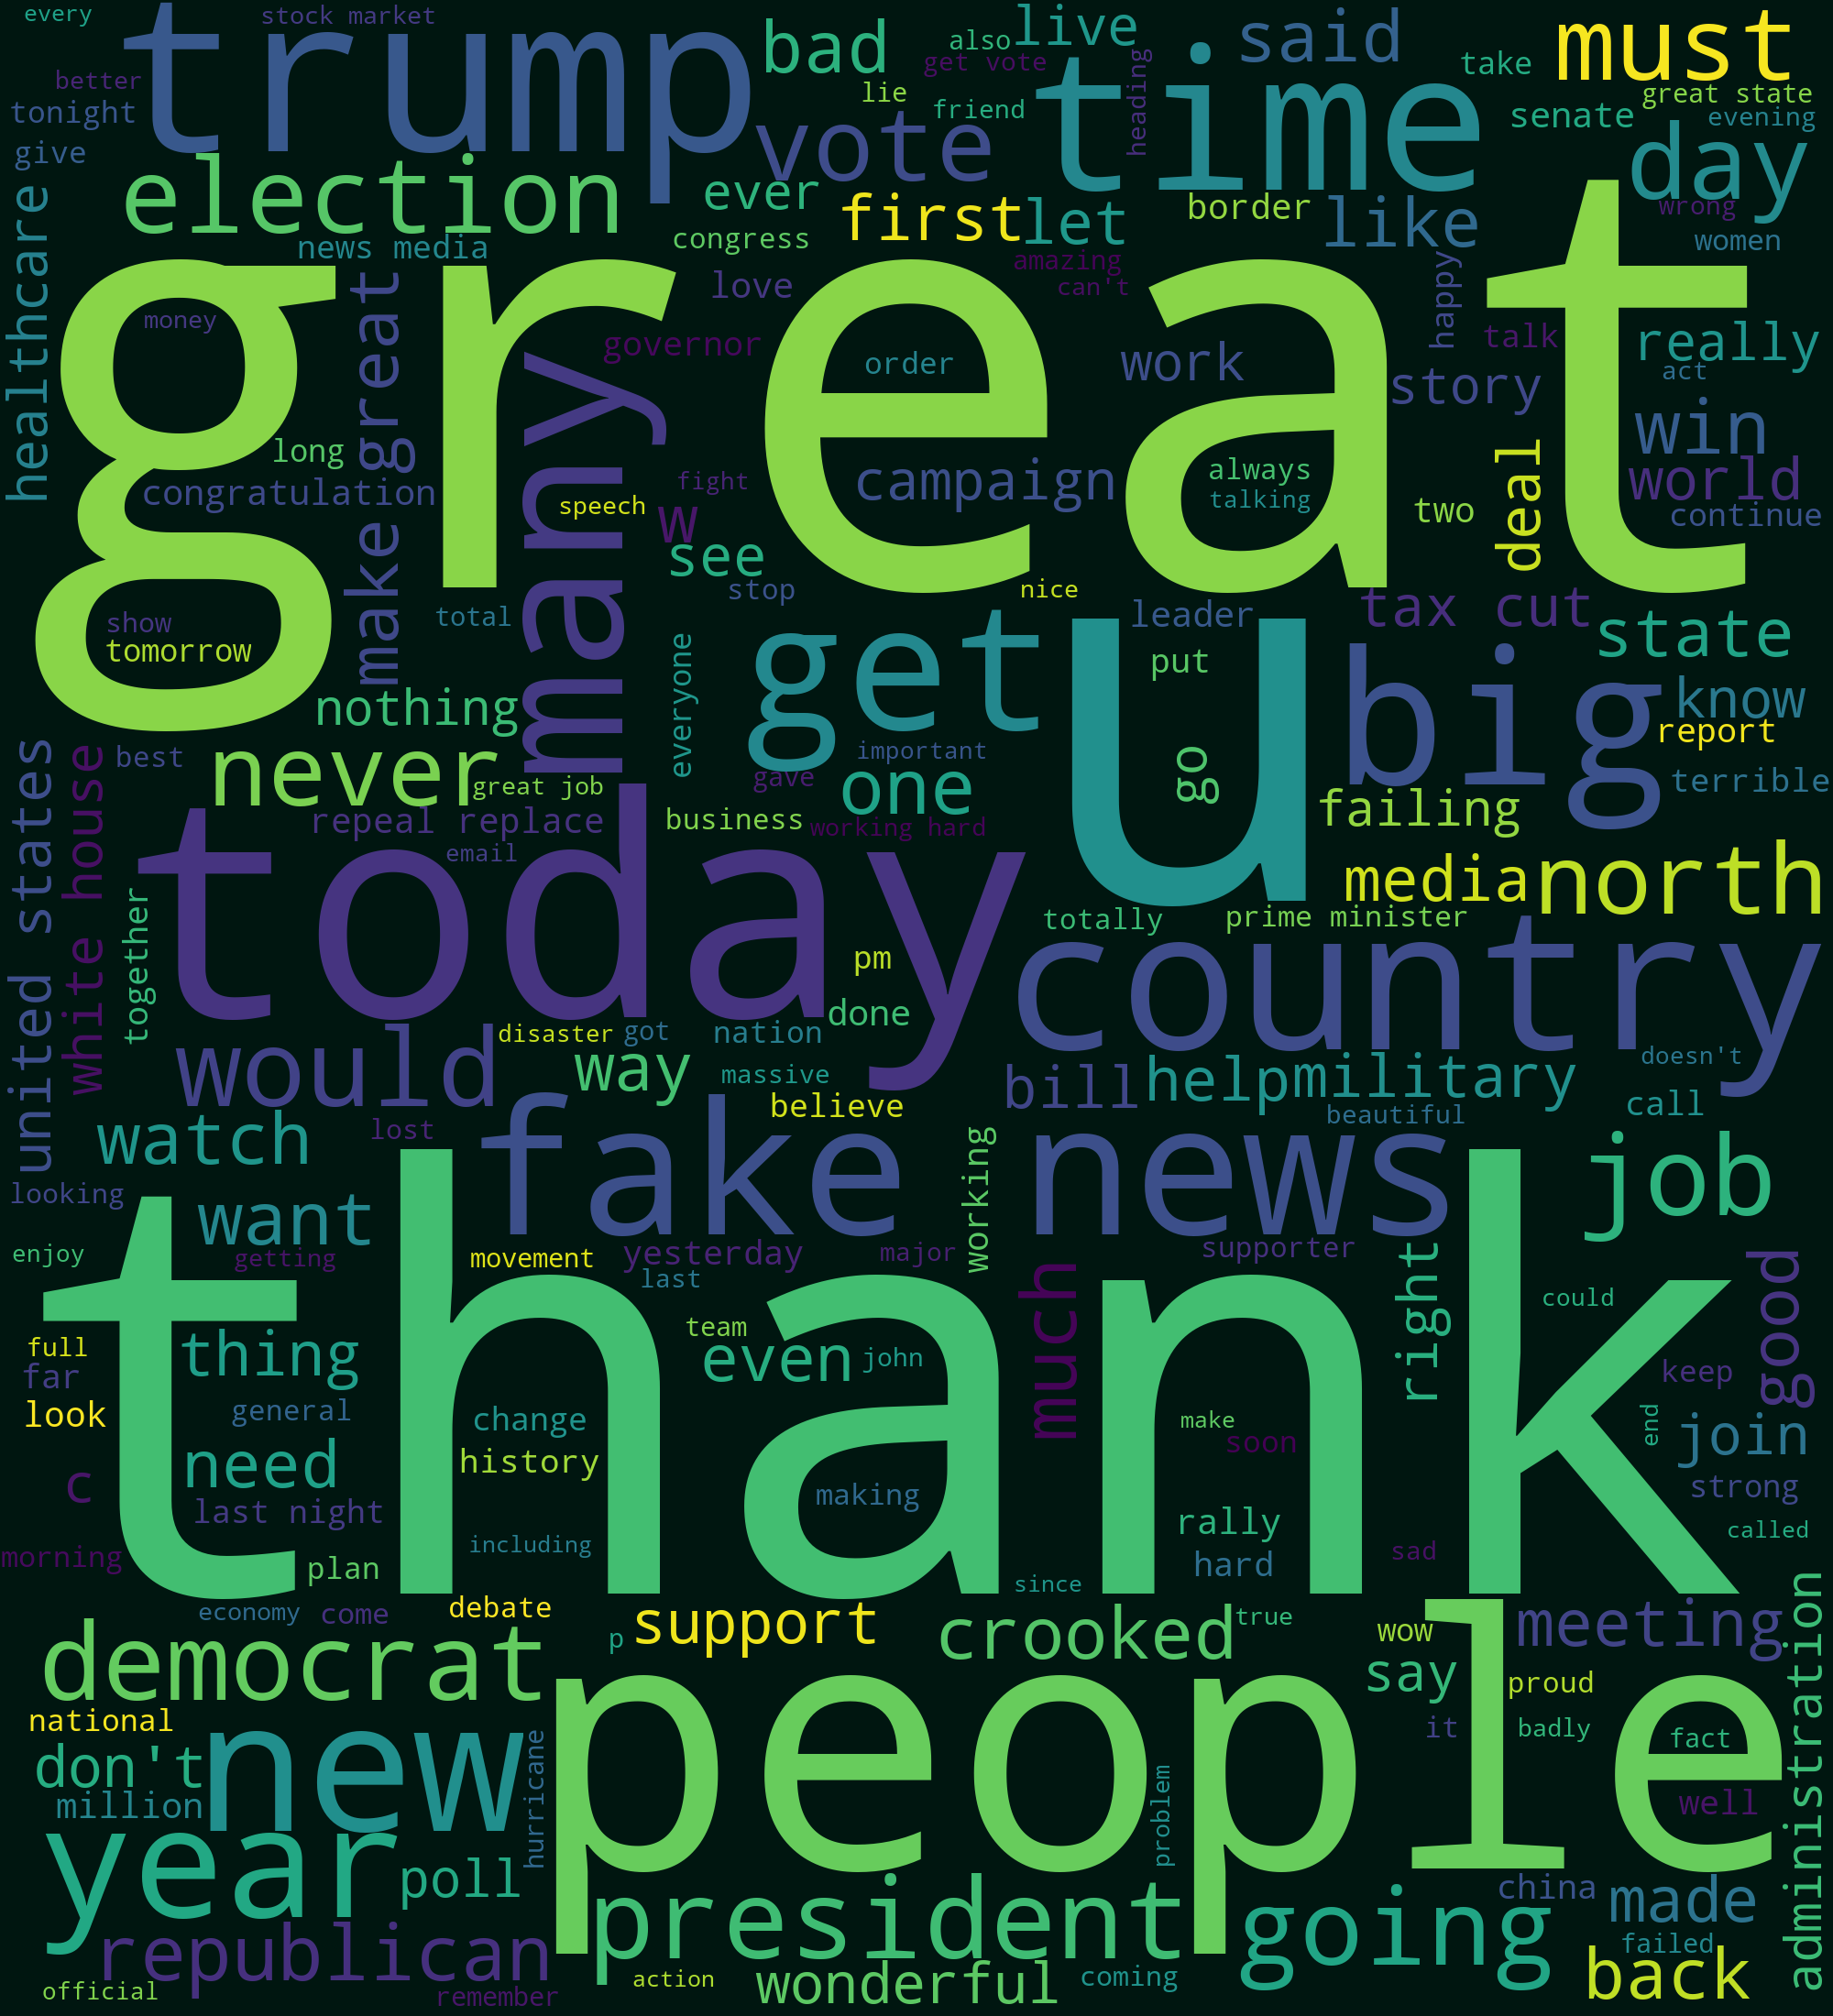 every
stock market
trump
bad
also
live
said
must
better
get vote
heading
take
lie
time
great state
tonight
friend
senate
evening
give
vote
day
healthcare
election
ever
first
let
border
like
wrong
news media
congress
women
great
make great
love
amazing
can't
happy
money
many
governor
order
work
talk
really
story
act
long
win
congratulation
campaign
always
deal
world
fight
speech
w
talking
two
continue
see
stop
nice
tax cut
show
total
get
u
leader
big
state
tomorrow
everyone
put
nothing
know
united states
white house
best
never
important
go
report
great job
gave
one
terrible
repeal replace
business
working hard
failing
email
today
media
north
together
totally
prime minister
country
pm
done
disaster
got
nation
would
way
massive
doesn't
bill
help
military
believe
call
beautiful
watch
lost
fake news
working
job
looking
want
enjoy
getting
movement
yesterday
major
supporter
right
good
last
much
thank
could
full
thing
team
even
john
far
keep
look
general
change
make
soon
end
join
need
history
c
making
strong
last night
rally
called
morning
including
plan
hard
sad
since
administration
economy
come
debate
p
support
crooked
true
wow
meeting
democrat
people
say
proud
national
new
it
badly
don't
hurricane
problem
fact
million
well
year
poll
president
going
china
made
republican
failed
official
action
wonderful
coming
back
remember